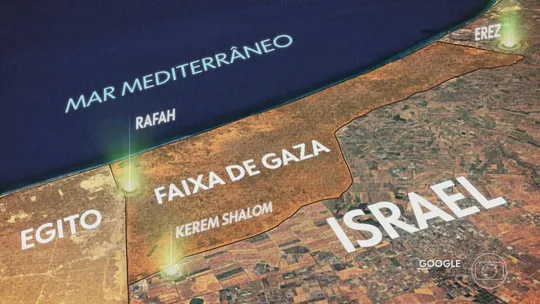 EREZ
MAR MEDITERRÂNEO
RAFAH
FAIXA DE GAZA
KEREM SHALOM
EGITO
ISRAEL
GOOGLE